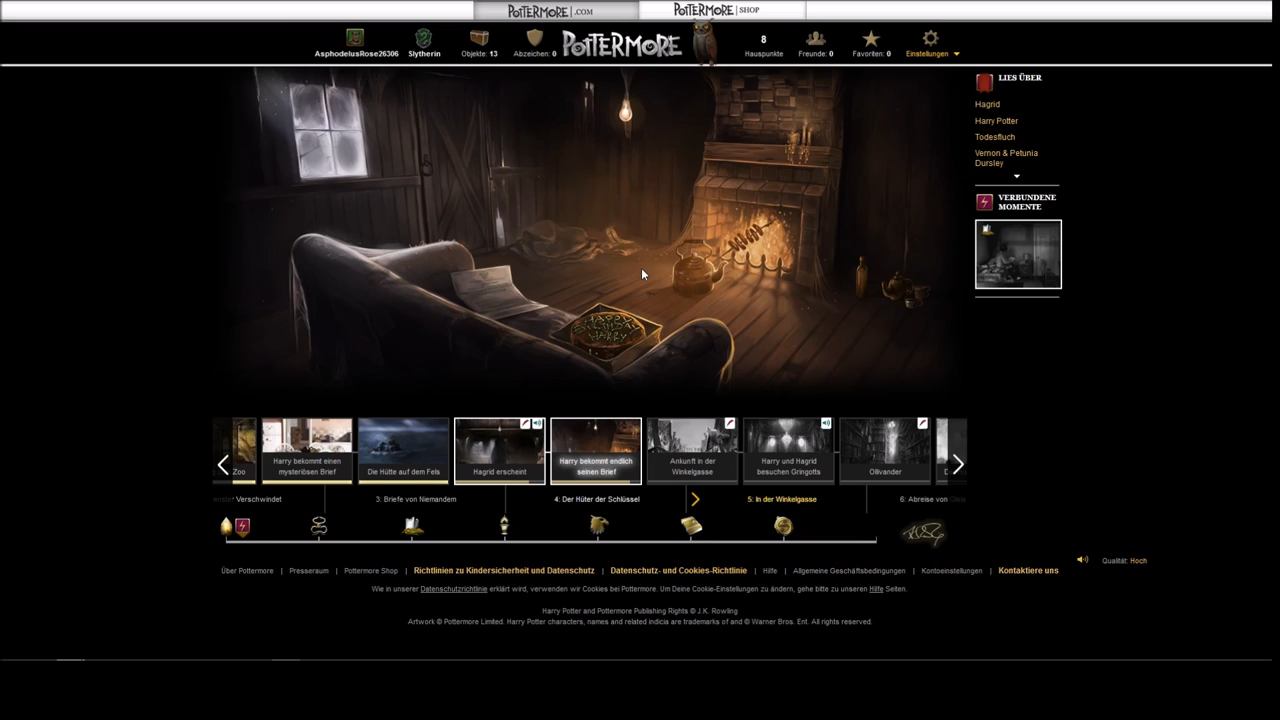 POTTERMORE | .COM
POTTERMORE | SHOP
AsphodelusRose26306
Slytherin
Objekte: 13
Abzeichen: 0
POTTERMORE
8
Hauspunkte
Freunde: 0
Favoriten: 0
Einstellungen
LIES ÜBER
Hagrid
Harry Potter
Todesfluch
Vernon & Petunia
Dursley
VERBUNDENE
MOMENTE
HAPPY
BIRTHDAY
HARRY
Zoo
Harry bekommt einen
mysteriösen Brief
Die Hütte auf dem Fels
Hagrid erscheint
Harry bekommt endlich
seinen Brief
Ankunft in der
Winkelgasse
Harry und Hagrid
besuchen Gringotts
Ollivander
D
Verschwindet
3: Briefe von Niemandem
4: Der Hüter der Schlüssel
5: In der Winkelgasse
6: Abreise von
Über Pottermore | Presseraum | Pottermore Shop | Richtlinien zu Kindersicherheit und Datenschutz | Datenschutz- und Cookies-Richtlinie | Hilfe | Allgemeine Geschäftsbedingungen | Kontoeinstellungen | Kontaktiere uns
Qualität: Hoch
Wie in unserer Datenschutzrichtlinie erklärt wird, verwenden wir Cookies bei Pottermore. Um Deine Cookie-Einstellungen zu ändern, gehe bitte zu unseren Hilfe Seiten.
Harry Potter and Pottermore Publishing Rights © J.K. Rowling
Artwork © Pottermore Limited. Harry Potter characters, names and related indicia are trademarks of and © Warner Bros. Ent. All rights reserved.